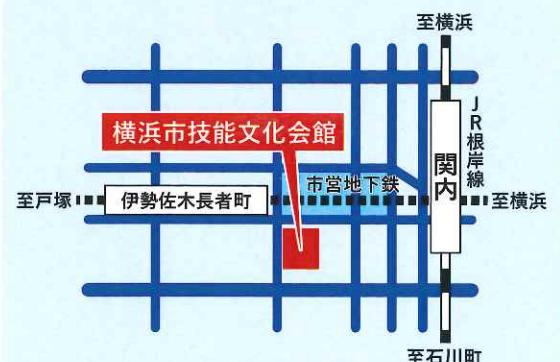 至横浜
JR根岸線
横浜市技能文化会館
関内
市営地下鉄
至戸塚
伊勢佐木長者町
至横浜
至石川町